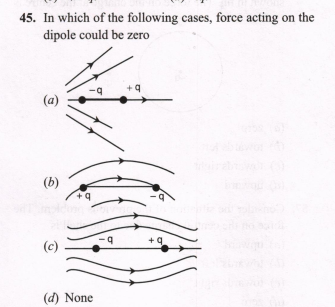 45. In which of the following cases, force acting on the
dipole could be zero
(a) −q +q
(b) +q −q
(c) −q +q
(d) None